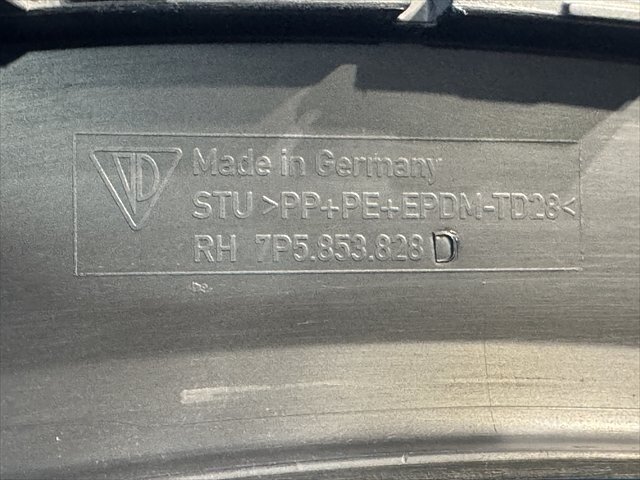 Made in Germany
STU >PP+PE+EPDM-TD28<
RH 7P5.853.828 D